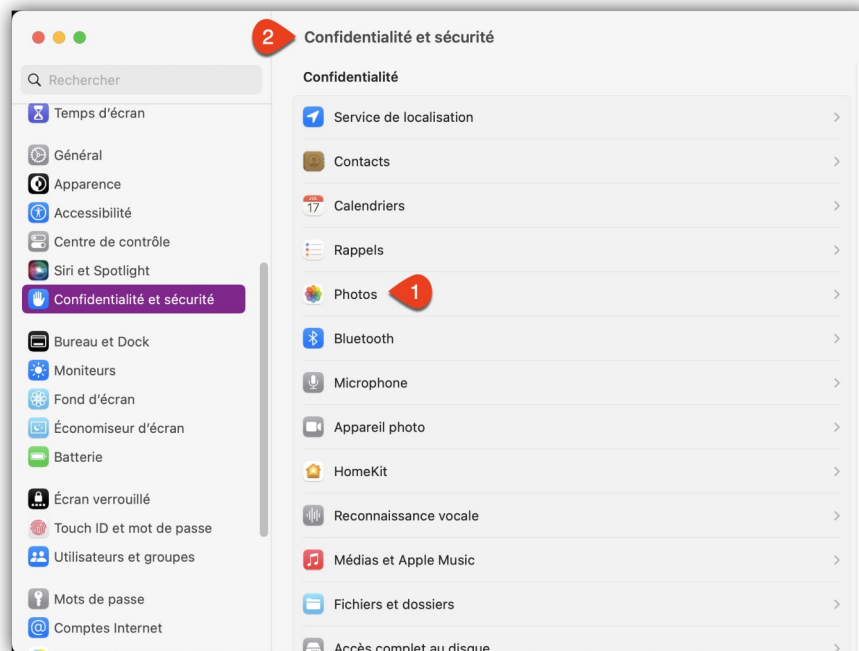 2
Confidentialité et sécurité
Rechercher
Temps d'écran
Général
Apparence
Accessibilité
Centre de contrôle
Siri et Spotlight
Confidentialité et sécurité
Bureau et Dock
Moniteurs
Fond d'écran
Économiseur d'écran
Batterie
Écran verrouillé
Touch ID et mot de passe
Utilisateurs et groupes
Mots de passe
Comptes Internet
Confidentialité
Service de localisation
Contacts
JUL
17
Calendriers
Rappels
Photos
1
Bluetooth
Microphone
Appareil photo
HomeKit
Reconnaissance vocale
Médias et Apple Music
Fichiers et dossiers
Accès complet au disque